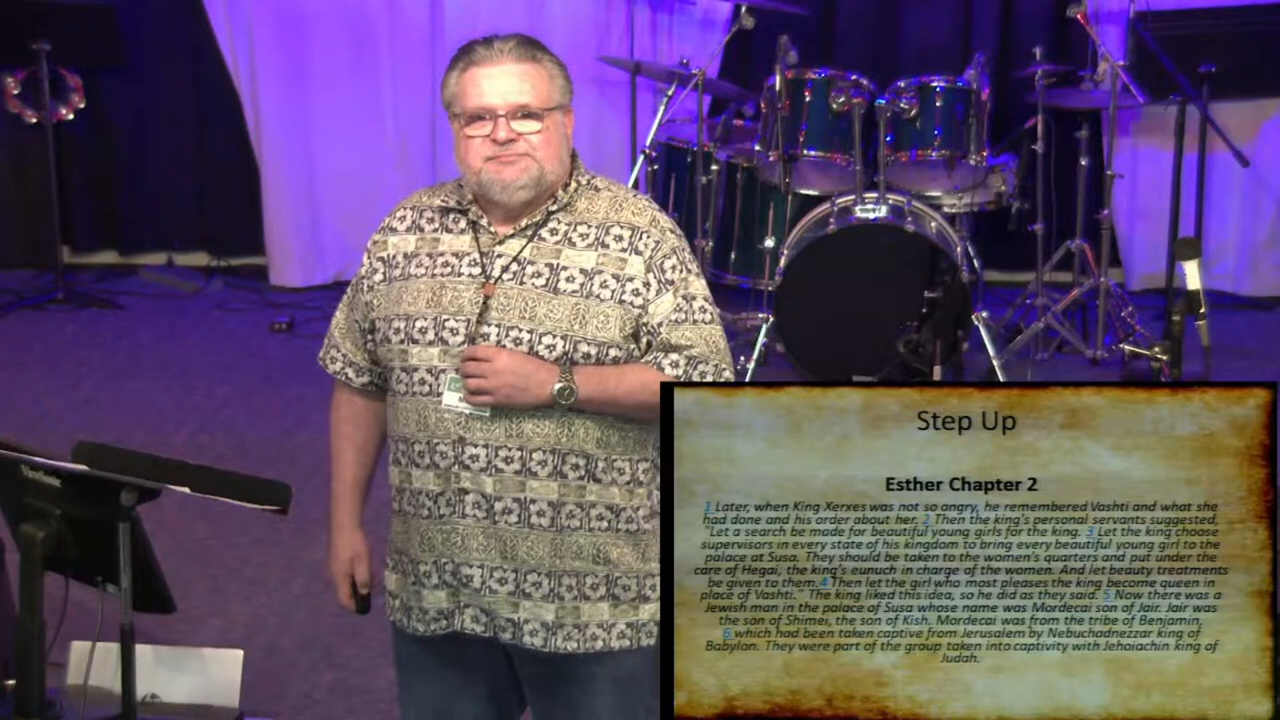 Step Up
Esther Chapter 2
1 Later, when King Xerxes was not so angry, he remembered Vashti and what she
had done and his order about her. 2 Then the king's personal servants suggested,
"Let a search be made for beautiful young girls for the king. 3 Let the king choose
supervisors in every state of his kingdom to bring every beautiful young girl to the
palace at Susa. They should be taken to the women's quarters and put under the
care of Hegai, the king's eunuch in charge of the women. And let beauty treatments
be given to them. 4 Then let the girl who most pleases the king become queen in
place of Vashti." The king liked this idea, so he did as they said. 5 Now there was a
Jewish man in the palace of Susa whose name was Mordecai son of Jair. Jair was
the son of Shimei, the son of Kish. Mordecai was from the tribe of Benjamin,
6 which had been taken captive from Jerusalem by Nebuchadnezzar king of
Babylon. They were part of the group taken into captivity with Jehoiachin king of
Judah.
ViewSonic